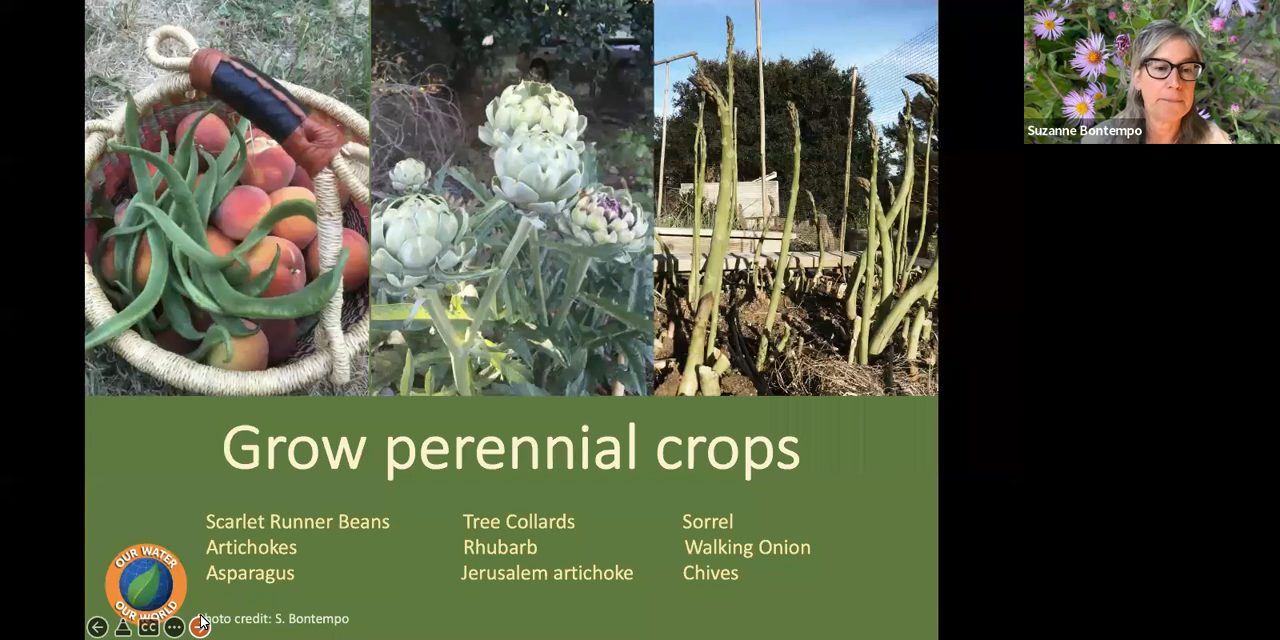 Suzanne Bontempo
Grow perennial crops
Scarlet Runner Beans
Artichokes
Asparagus
Tree Collards
Rhubarb
Jerusalem artichoke
Sorrel
Walking Onion
Chives
OUR WATER
OUR WORLD
Photo credit: S. Bontempo
CC